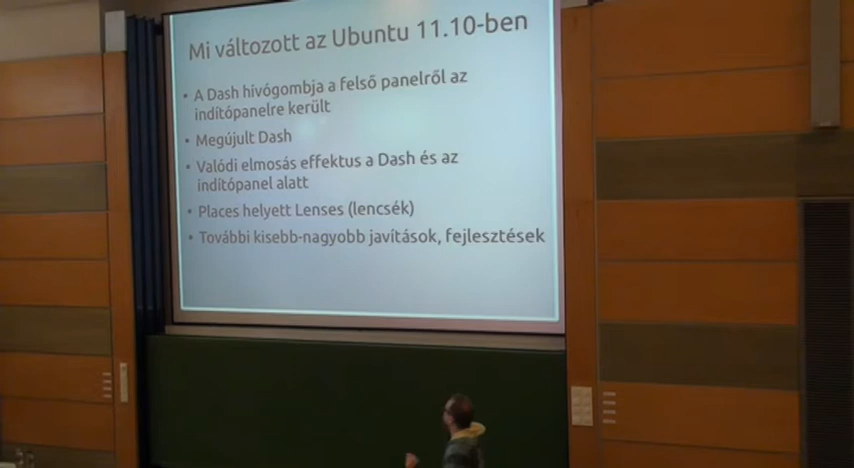 Mi változott az Ubuntu 11.10-ben
• A Dash hivógombja a felső panelről az
indítópanelre került
• Megújult Dash
• Valódi elmosás effektus a Dash és az
indítópanel alatt
• Places helyett Lenses (lencsék)
• További kisebb-nagyobb javítások, fejlesztések